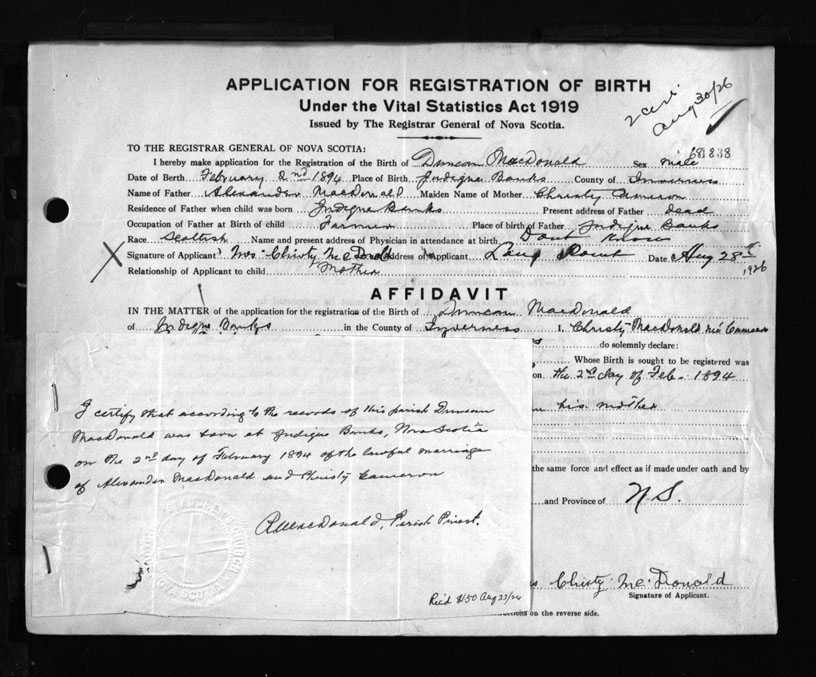 APPLICATION FOR REGISTRATION OF BIRTH
Under the Vital Statistics Act 1919
Issued by The Registrar General of Nova Scotia.
Aug 30/26
TO THE REGISTRAR GENERAL OF NOVA SCOTIA:
I hereby make application for the Registration of the Birth of Duncan MacDonald Sex male
Date of Birth February 2nd 1894 Place of Birth Indigue Banks County of Inverness
Name of Father Alexander MacDonald Maiden Name of Mother Christy Cameron
Residence of Father when child was born Indigue Banks Present address of Father Dead
Occupation of Father at Birth of child Farmer Place of birth of Father Indigue Banks
Race Scottish Name and present address of Physician in attendance at birth Dont Know
X Signature of Applicant Mrs Christy McDonald Address of Applicant Long Point Date Aug 28th 1926
Relationship of Applicant to child Mother
AFFIDAVIT
IN THE MATTER of the application for the registration of the Birth of Duncan MacDonald
of Indigue Banks in the County of Inverness I, Christy MacDonald nee Cameron
do solemnly declare:
Whose Birth is sought to be registered was
on the 2nd day of Feb. 1894
his mother
the same force and effect as if made under oath and by
and Province of N.S.
Christy McDonald
Signature of Applicant.
on the reverse side.
I certify that according to the records of this parish Duncan
MacDonald was born at Indigue Banks, Nova Scotia
on the 2nd day of February 1894 of the lawful marriage
of Alexander MacDonald and Christy Cameron
MacDonald, Parish Priest.
Rec'd $1.50 Aug